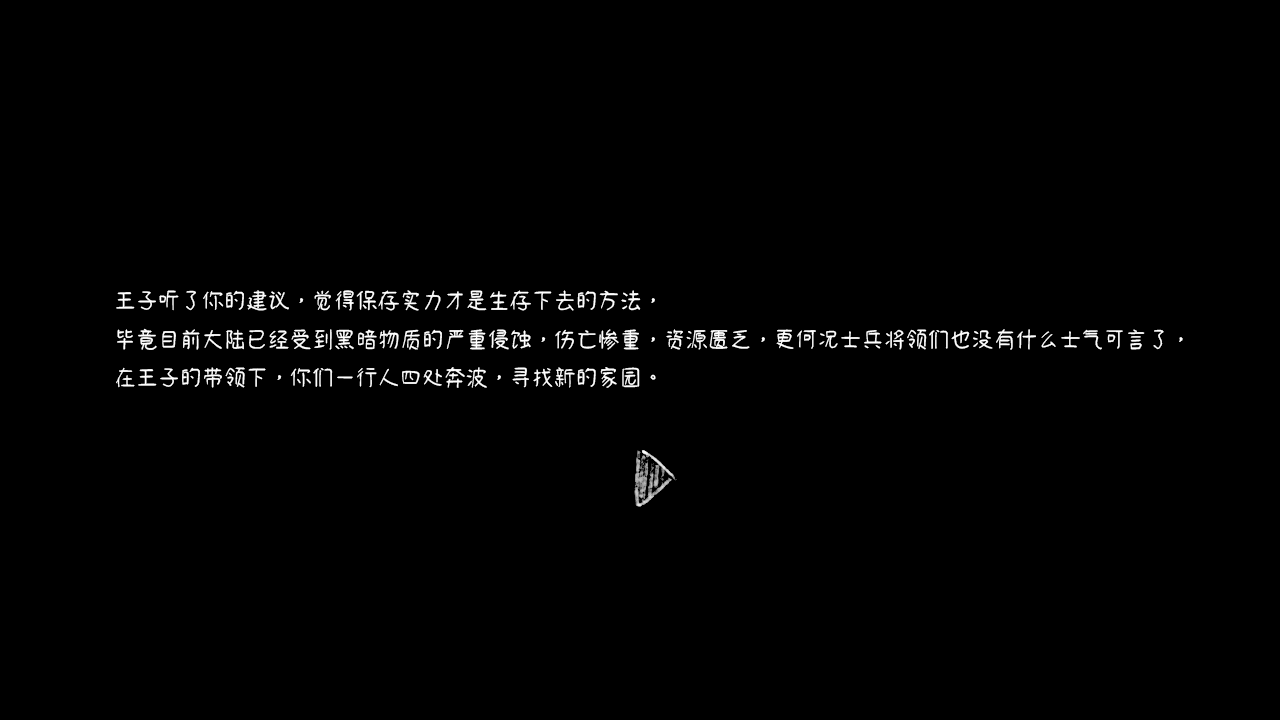 王子听了你的建议，觉得保存实力才是生存下去的方法，
毕竟目前大陆已经受到黑暗物质的严重侵蚀，伤亡惨重，资源匮乏，更何况士兵将领们也没有什么士气可言了，
在王子的带领下，你们一行人四处奔波，寻找新的家园。